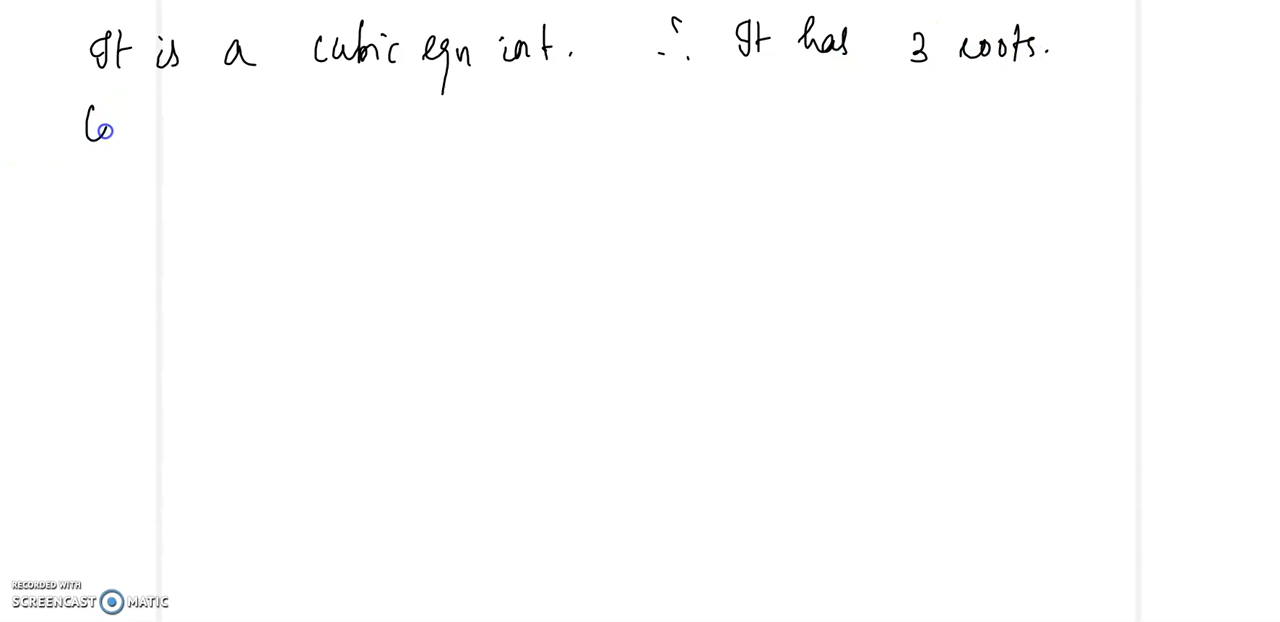 It is a cubic eqn in t. ∴ It has 3 roots.
RECORDED WITH
SCREENCAST MATIC